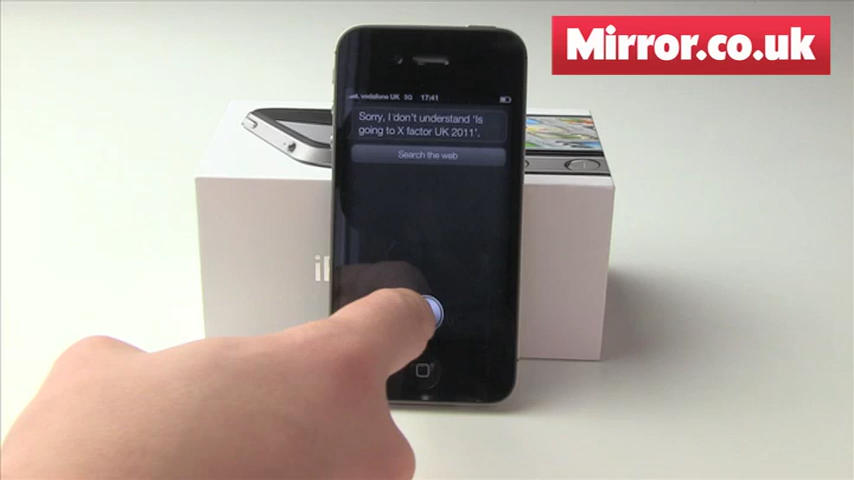 Mirror.co.uk
vodafone UK 3G 17:41
Sorry, I don't understand 'Is
going to X factor UK 2011'.
Search the web